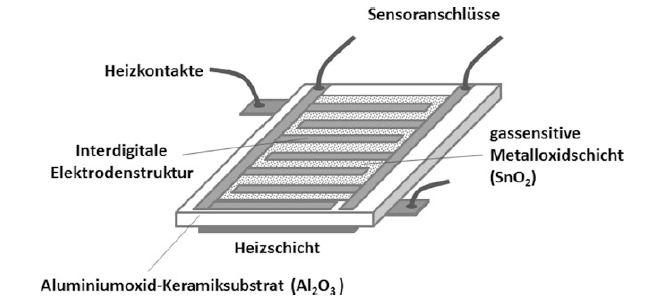 Sensoranschlüsse
Heizkontakte
Interdigitale
Elektrodenstruktur
gassensitive
Metalloxidschicht
(SnO₂)
Heizschicht
Aluminiumoxid-Keramiksubstrat (Al₂O₃)